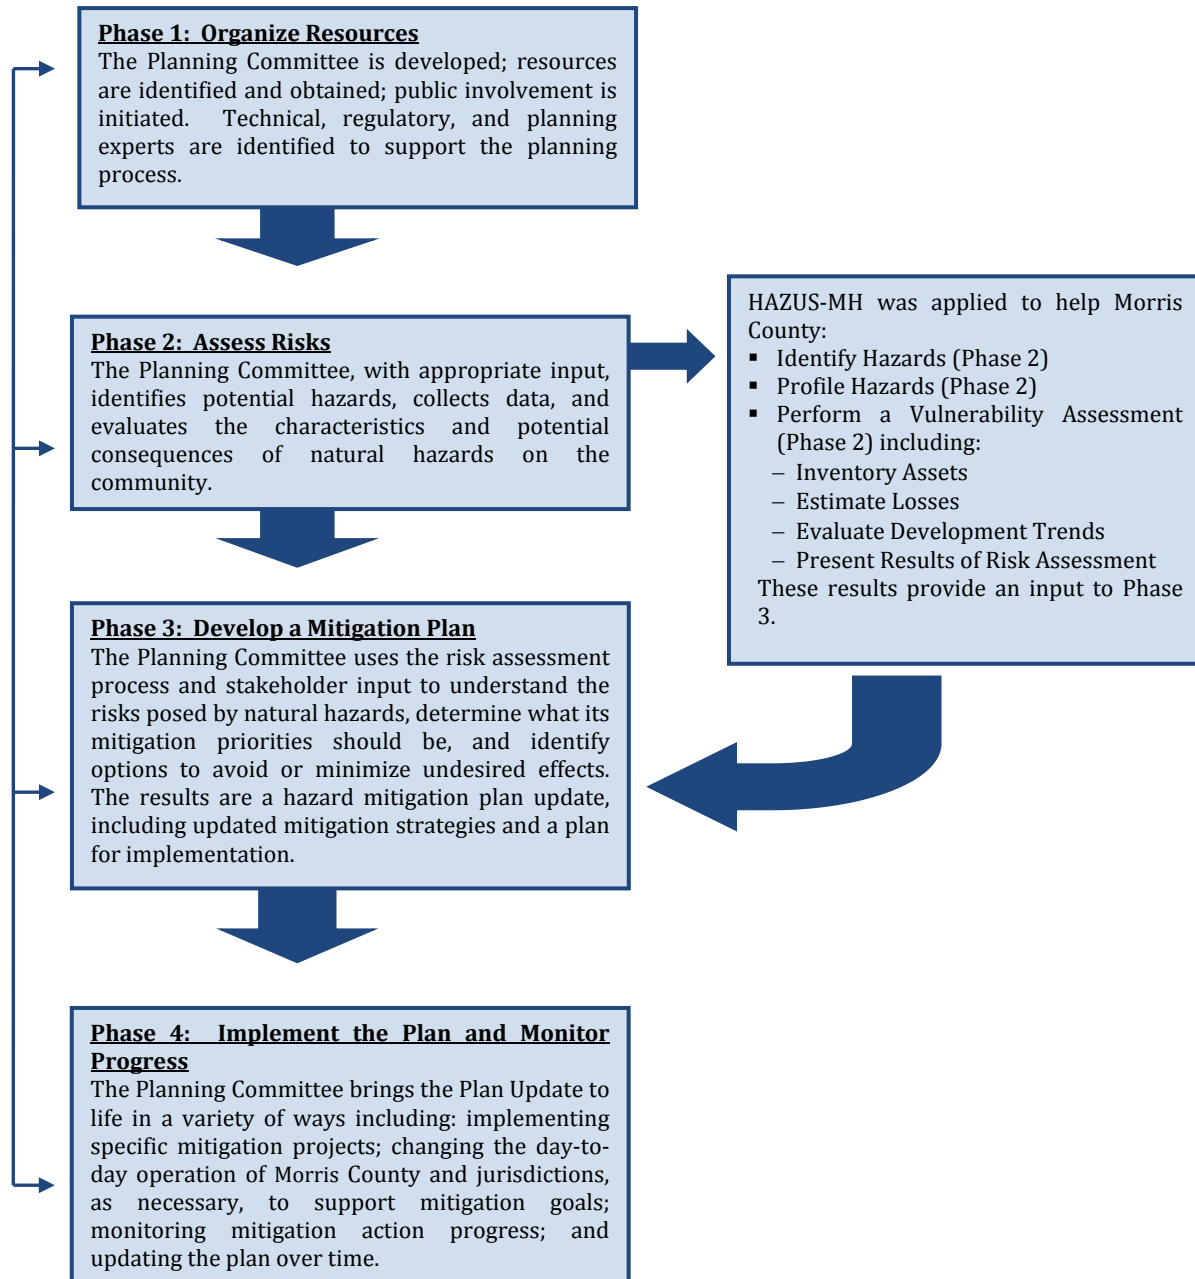 Phase 1: Organize Resources
The Planning Committee is developed; resources
are identified and obtained; public involvement is
initiated. Technical, regulatory, and planning
experts are identified to support the planning
process.
Phase 2: Assess Risks
The Planning Committee, with appropriate input,
identifies potential hazards, collects data, and
evaluates the characteristics and potential
consequences of natural hazards on the
community.
HAZUS-MH was applied to help Morris
County:
▪ Identify Hazards (Phase 2)
▪ Profile Hazards (Phase 2)
▪ Perform a Vulnerability Assessment
(Phase 2) including:
– Inventory Assets
– Estimate Losses
– Evaluate Development Trends
– Present Results of Risk Assessment
These results provide an input to Phase
3.
Phase 3: Develop a Mitigation Plan
The Planning Committee uses the risk assessment
process and stakeholder input to understand the
risks posed by natural hazards, determine what its
mitigation priorities should be, and identify
options to avoid or minimize undesired effects.
The results are a hazard mitigation plan update,
including updated mitigation strategies and a plan
for implementation.
Phase 4: Implement the Plan and Monitor
Progress
The Planning Committee brings the Plan Update to
life in a variety of ways including: implementing
specific mitigation projects; changing the day-to-
day operation of Morris County and jurisdictions,
as necessary, to support mitigation goals;
monitoring mitigation action progress; and
updating the plan over time.